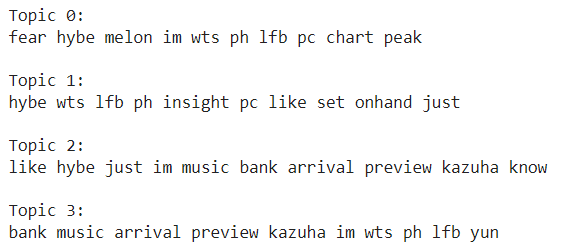 Topic 0:
fear hybe melon im wts ph lfb pc chart peak
Topic 1:
hybe wts lfb ph insight pc like set onhand just
Topic 2:
like hybe just im music bank arrival preview kazuha know
Topic 3:
bank music arrival preview kazuha im wts ph lfb yun